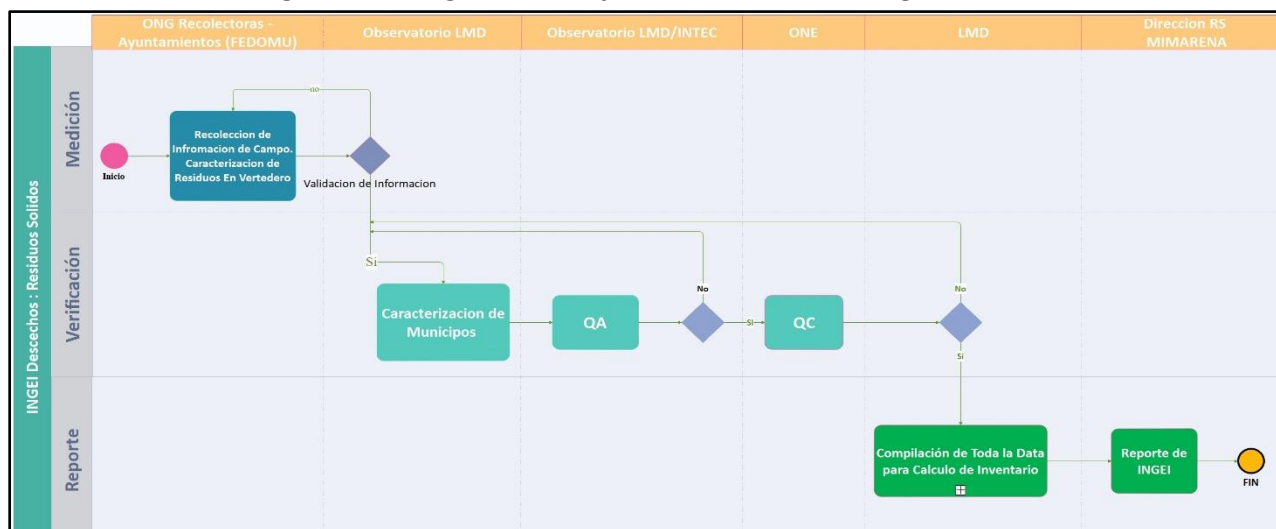 ONG Recolectoras -
Ayuntamientos (FEDOMU)
Observatorio LMD
Observatorio LMD/INTEC
ONE
LMD
Direccion RS
MIMARENA
INGEI Descechos : Residuos Solidos
Medición
no
Recoleccion de
Infromacion de Campo.
Caracterizacion de
Residuos En Vertedero
Inicio
Validacion de Informacion
Verificación
Si
No
No
Caracterizacion de
Municipos
QA
Si
QC
Si
Reporte
Compilación de Toda la Data
para Calculo de Inventario
Reporte de
INGEI
FIN